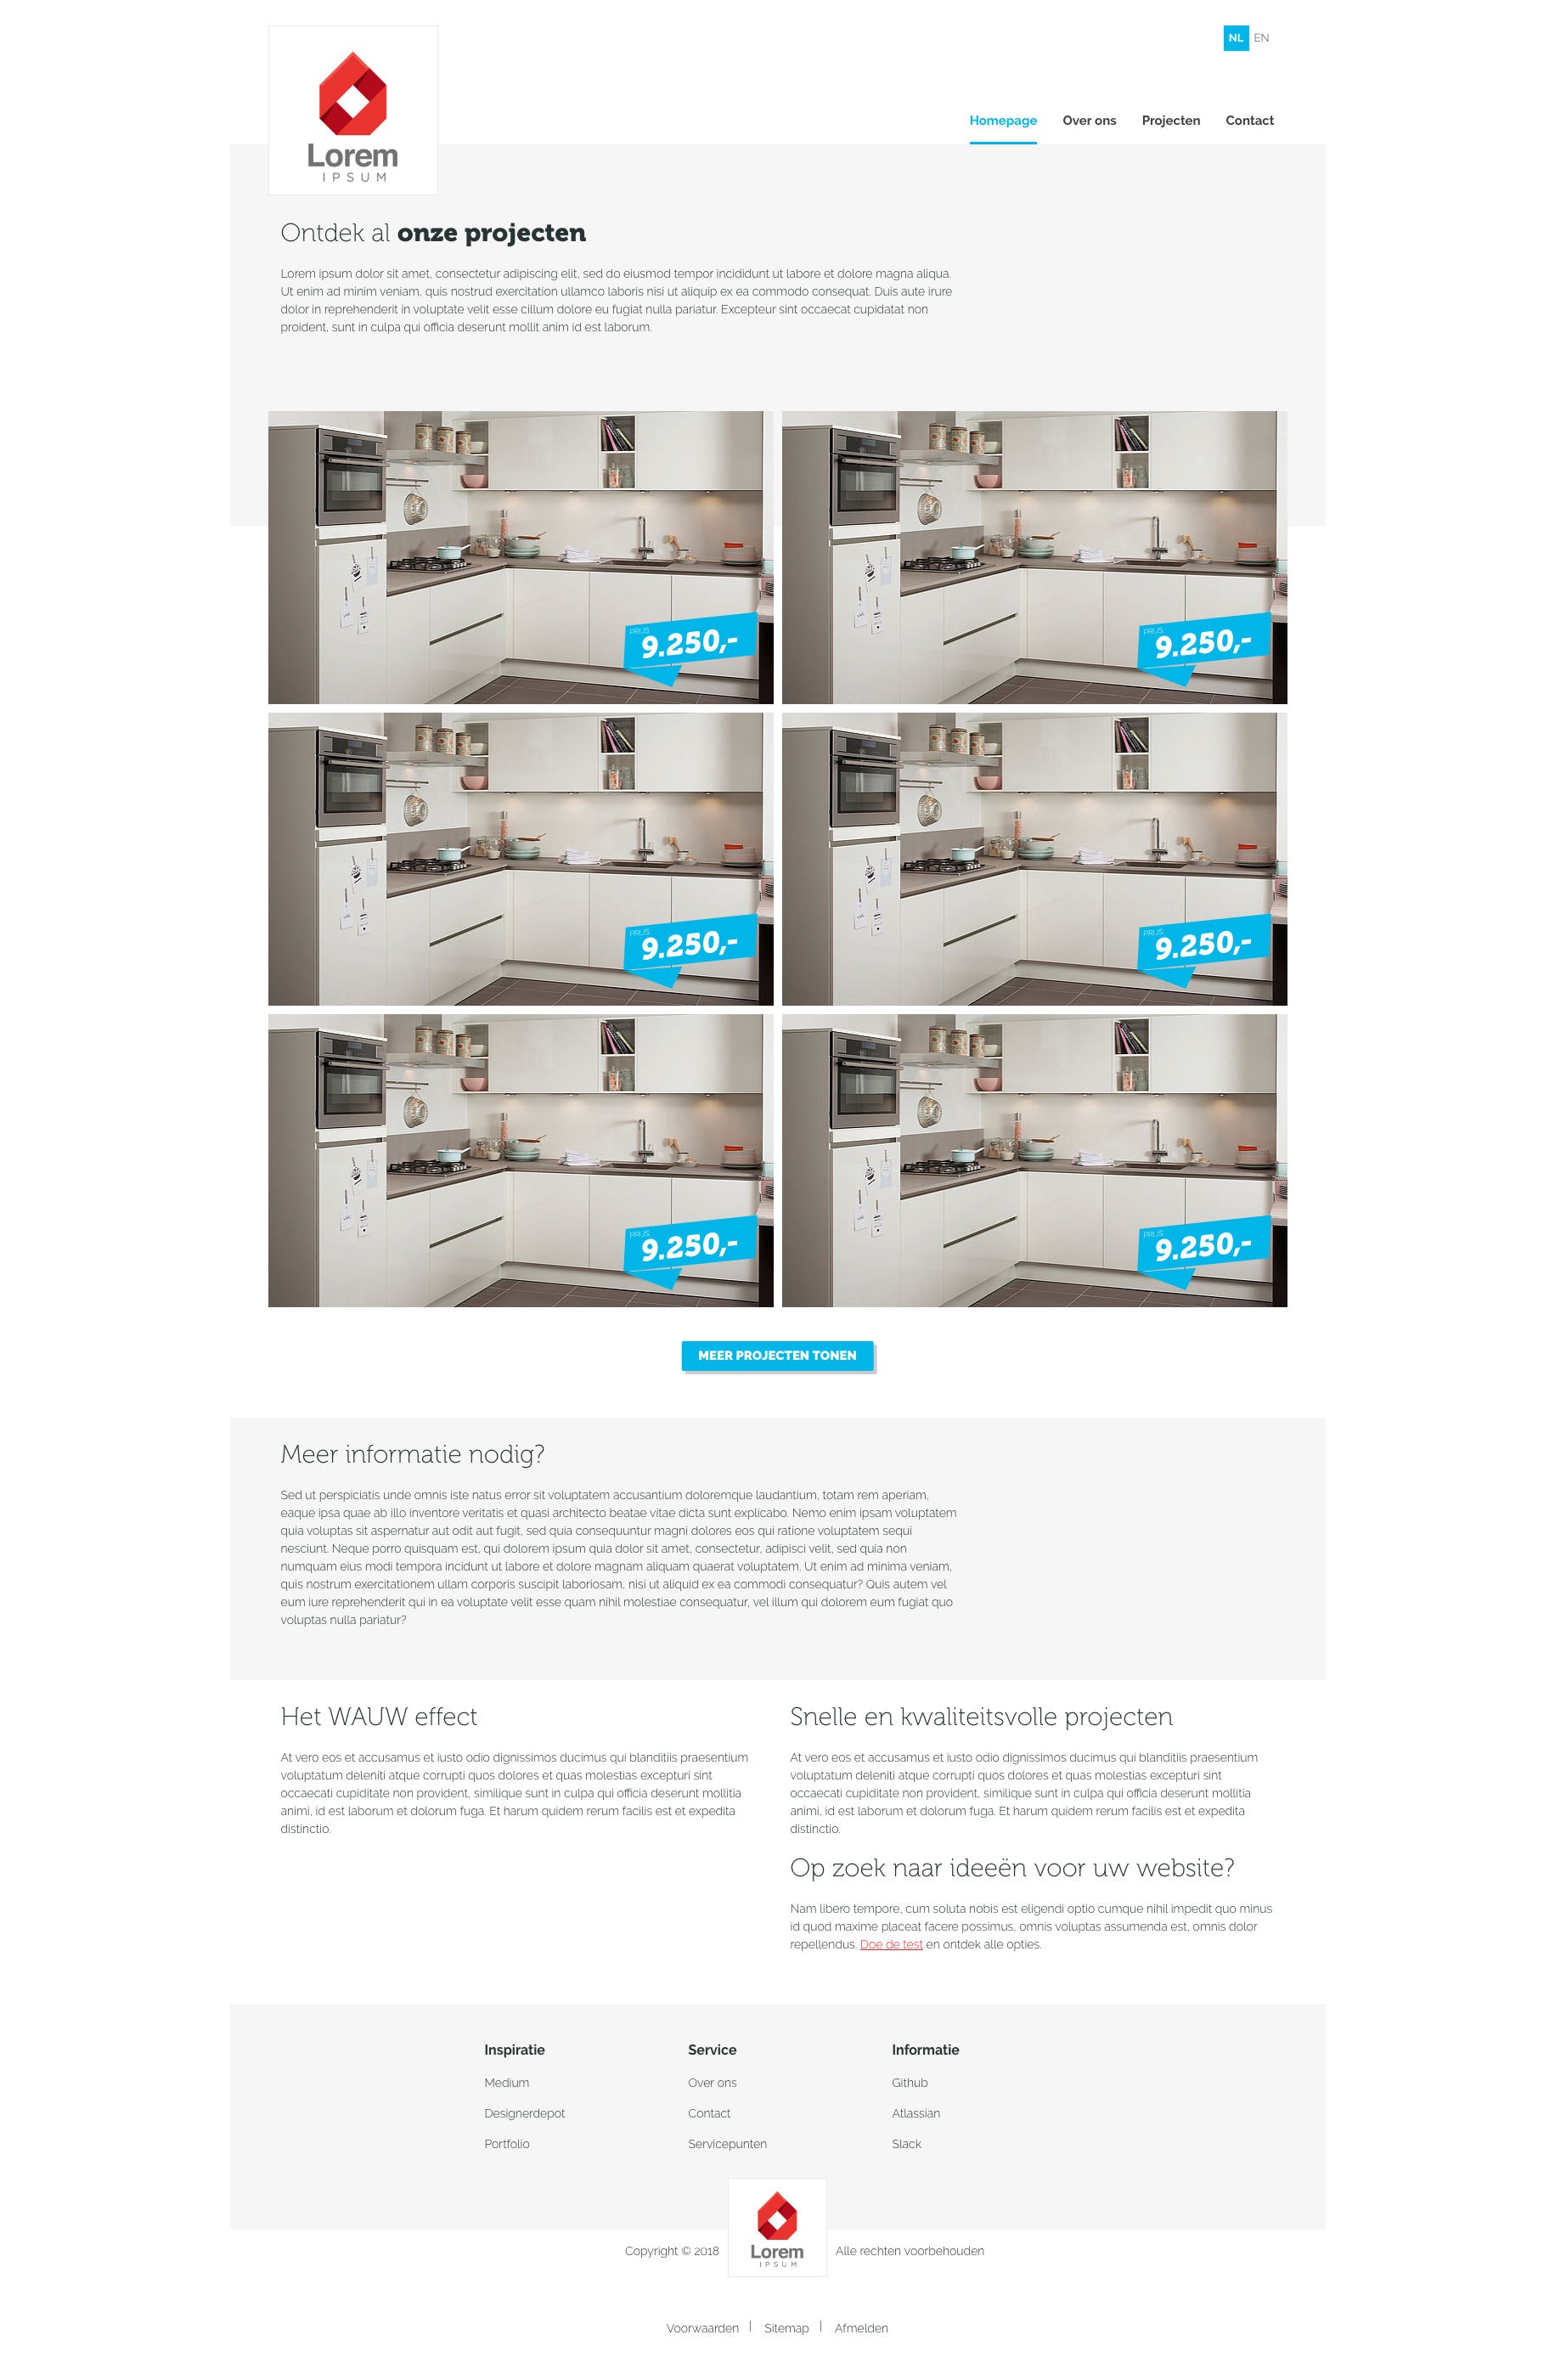 NL EN
Lorem
IPSUM
Homepage Over ons Projecten Contact
Ontdek al onze projecten
Lorem ipsum dolor sit amet, consectetur adipiscing elit, sed do eiusmod tempor incididunt ut labore et dolore magna aliqua.
Ut enim ad minim veniam, quis nostrud exercitation ullamco laboris nisi ut aliquip ex ea commodo consequat. Duis aute irure
dolor in reprehenderit in voluptate velit esse cillum dolore eu fugiat nulla pariatur. Excepteur sint occaecat cupidatat non
proident, sunt in culpa qui officia deserunt mollit anim id est laborum.
PRIJS
9.250,-
PRIJS
9.250,-
PRIJS
9.250,-
PRIJS
9.250,-
PRIJS
9.250,-
PRIJS
9.250,-
MEER PROJECTEN TONEN
Meer informatie nodig?
Sed ut perspiciatis unde omnis iste natus error sit voluptatem accusantium doloremque laudantium, totam rem aperiam,
eaque ipsa quae ab illo inventore veritatis et quasi architecto beatae vitae dicta sunt explicabo. Nemo enim ipsam voluptatem
quia voluptas sit aspernatur aut odit aut fugit, sed quia consequuntur magni dolores eos qui ratione voluptatem sequi
nesciunt. Neque porro quisquam est, qui dolorem ipsum quia dolor sit amet, consectetur, adipisci velit, sed quia non
numquam eius modi tempora incidunt ut labore et dolore magnam aliquam quaerat voluptatem. Ut enim ad minima veniam,
quis nostrum exercitationem ullam corporis suscipit laboriosam, nisi ut aliquid ex ea commodi consequatur? Quis autem vel
eum iure reprehenderit qui in ea voluptate velit esse quam nihil molestiae consequatur, vel illum qui dolorem eum fugiat quo
voluptas nulla pariatur?
Het WAUW effect
At vero eos et accusamus et iusto odio dignissimos ducimus qui blanditiis praesentium
voluptatum deleniti atque corrupti quos dolores et quas molestias excepturi sint
occaecati cupiditate non provident, similique sunt in culpa qui officia deserunt mollitia
animi, id est laborum et dolorum fuga. Et harum quidem rerum facilis est et expedita
distinctio.
Snelle en kwaliteitsvolle projecten
At vero eos et accusamus et iusto odio dignissimos ducimus qui blanditiis praesentium
voluptatum deleniti atque corrupti quos dolores et quas molestias excepturi sint
occaecati cupiditate non provident, similique sunt in culpa qui officia deserunt mollitia
animi, id est laborum et dolorum fuga. Et harum quidem rerum facilis est et expedita
distinctio.
Op zoek naar ideeën voor uw website?
Nam libero tempore, cum soluta nobis est eligendi optio cumque nihil impedit quo minus
id quod maxime placeat facere possimus, omnis voluptas assumenda est, omnis dolor
repellendus. Doe de test en ontdek alle opties.
Inspiratie
Medium
Designerdepot
Portfolio
Service
Over ons
Contact
Servicepunten
Informatie
Github
Atlassian
Slack
Copyright © 2018
Lorem
IPSUM
Alle rechten voorbehouden
Voorwaarden | Sitemap | Afmelden